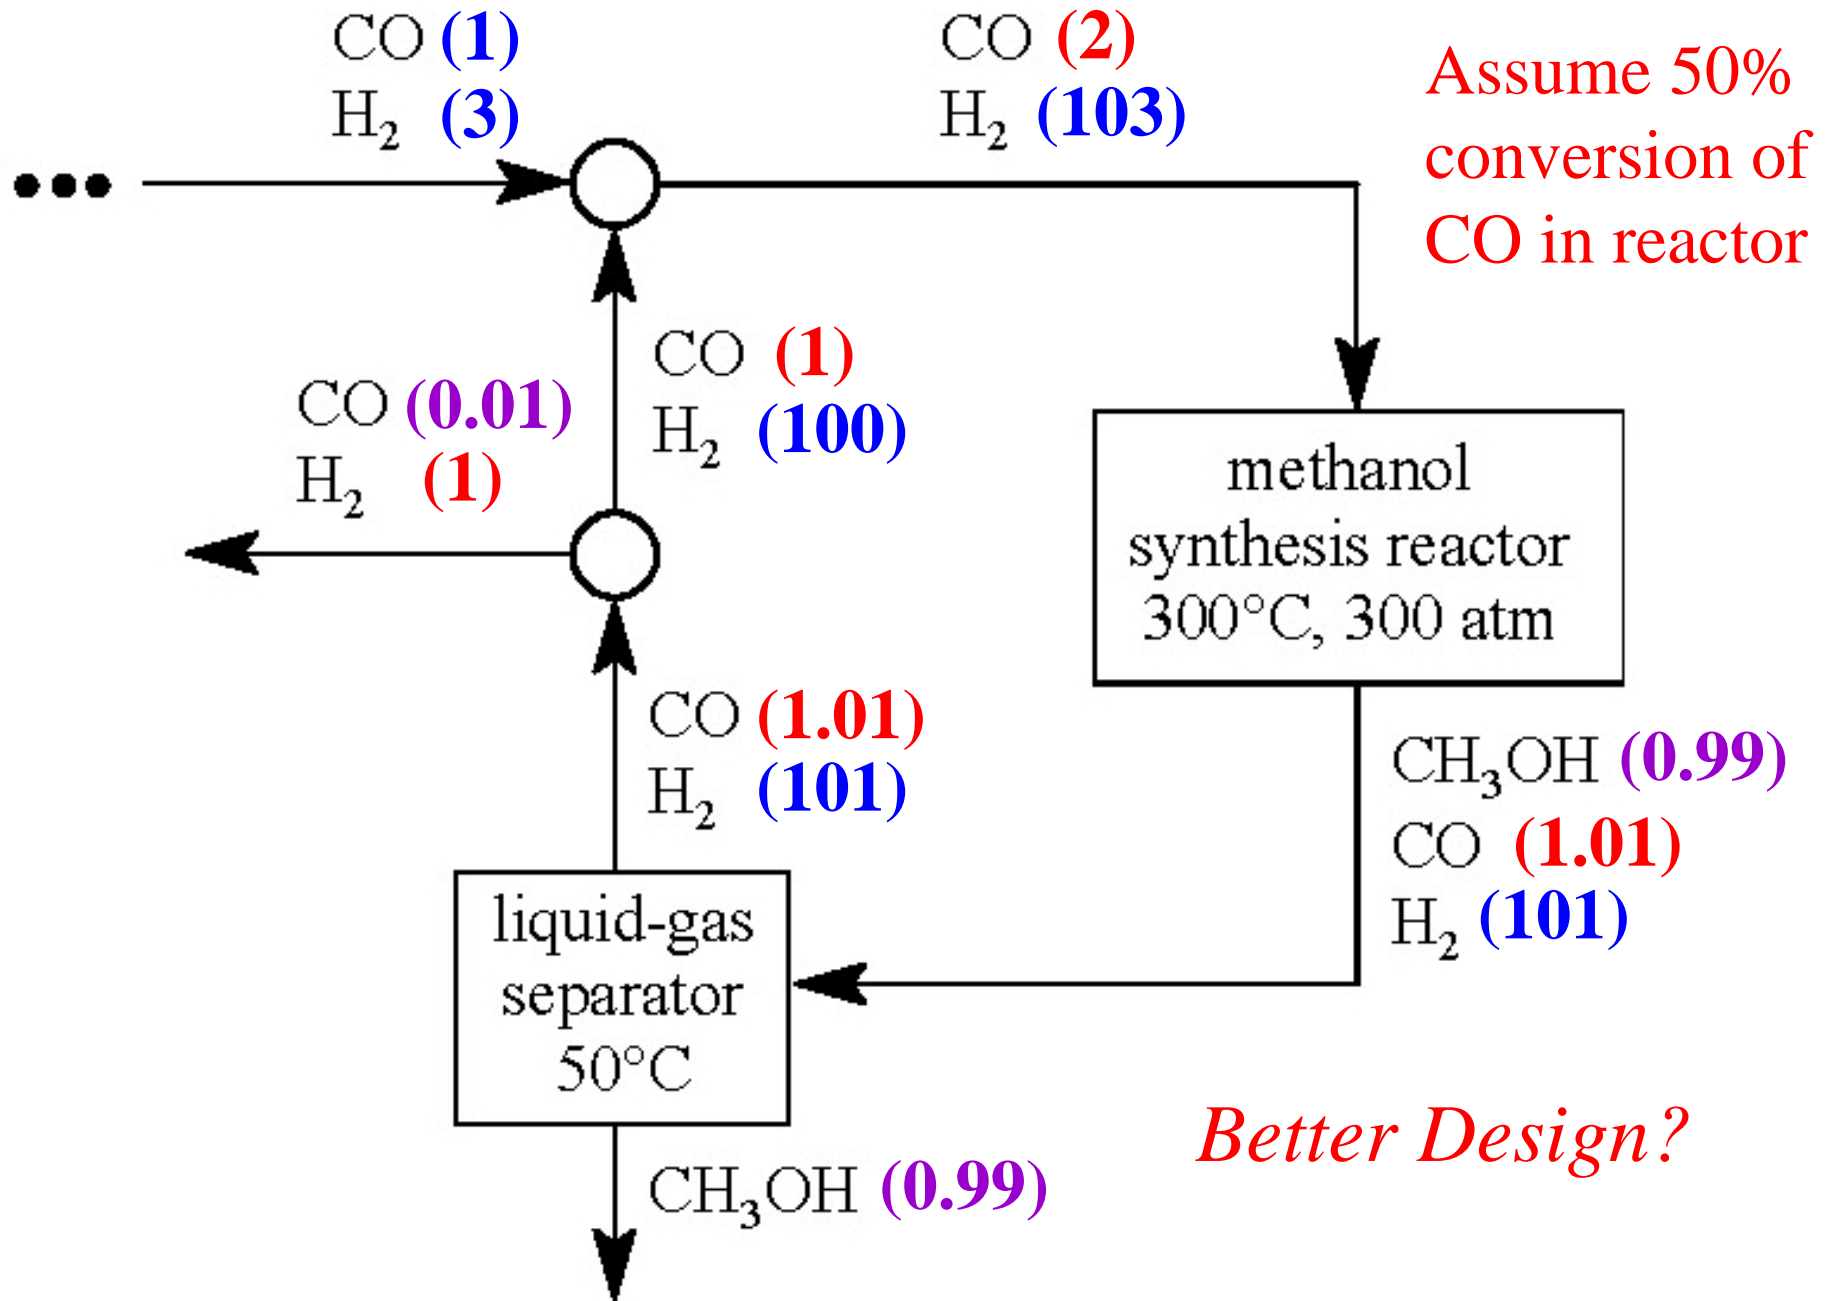 CO (1)
H₂ (3)
CO (2)
H₂ (103)
Assume 50%
conversion of
CO in reactor
CO (1)
H₂ (100)
CO (0.01)
H₂ (1)
methanol
synthesis reactor
300°C, 300 atm
CO (1.01)
H₂ (101)
CH₃OH (0.99)
CO (1.01)
H₂ (101)
liquid-gas
separator
50°C
Better Design?
CH₃OH (0.99)